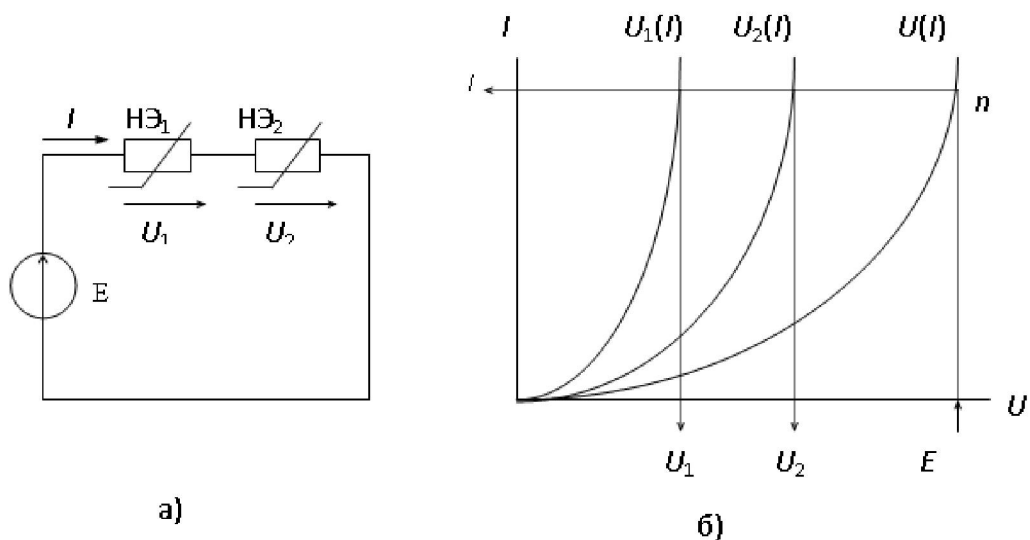 I НЭ₁ НЭ₂
U₁ U₂
E
а)
I U₁(I) U₂(I) U(I)
I n
U
U₁ U₂ E
б)